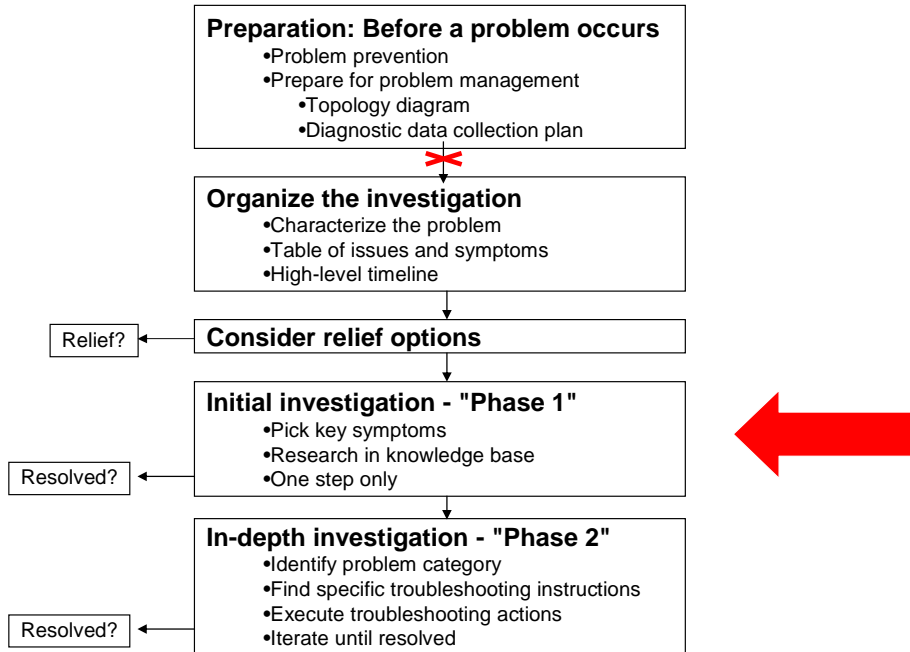 Preparation: Before a problem occurs
•Problem prevention
•Prepare for problem management
•Topology diagram
•Diagnostic data collection plan
Organize the investigation
•Characterize the problem
•Table of issues and symptoms
•High-level timeline
Relief?
Consider relief options
Initial investigation - "Phase 1"
•Pick key symptoms
•Research in knowledge base
•One step only
Resolved?
In-depth investigation - "Phase 2"
•Identify problem category
•Find specific troubleshooting instructions
•Execute troubleshooting actions
•Iterate until resolved
Resolved?